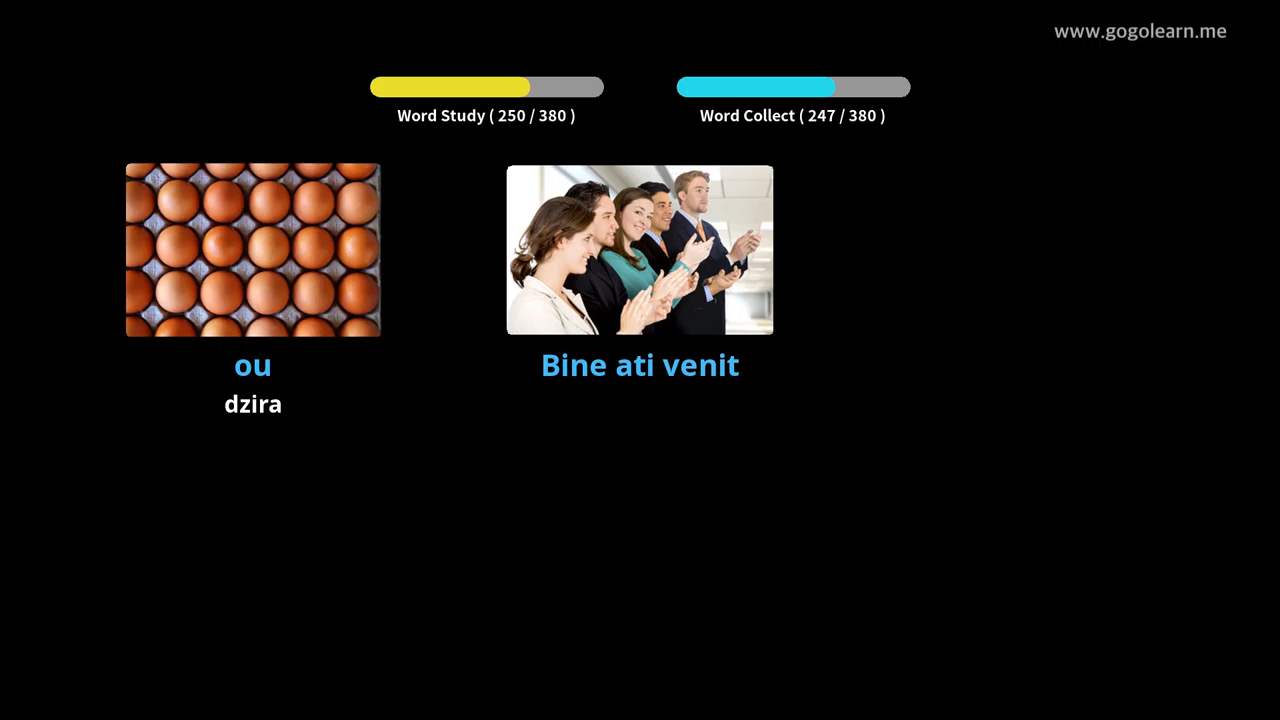 www.gogolearn.me
Word Study ( 250 / 380 )
Word Collect ( 247 / 380 )
ou
dzira
Bine ati venit